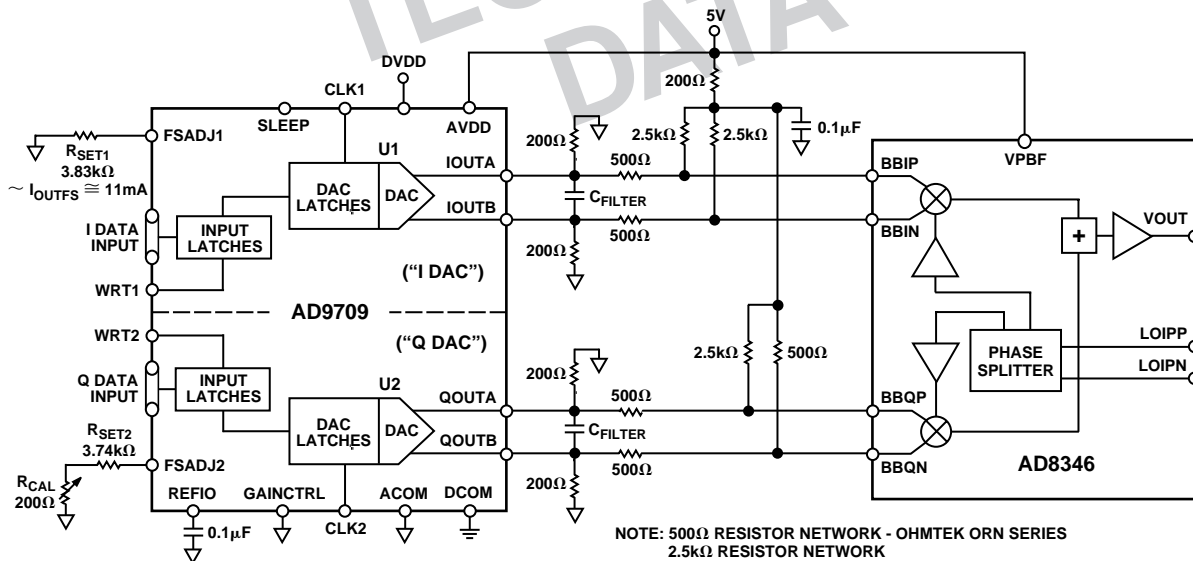 TEC
DATA
5V
DVDD
CLK1
200Ω
SLEEP
AVDD
FSADJ1
RSET1
3.83kΩ
~ IOUTFS ≅ 11mA
U1
DAC
LATCHES
DAC
IOUTA
IOUTB
200Ω
500Ω
CFILTER
500Ω
200Ω
2.5kΩ
2.5kΩ
0.1µF
VPBF
BBIP
BBIN
VOUT
+
I DATA
INPUT
INPUT
LATCHES
("I DAC")
WRT1
AD9709
WRT2
("Q DAC")
Q DATA
INPUT
INPUT
LATCHES
U2
DAC
LATCHES
DAC
QOUTA
QOUTB
200Ω
500Ω
CFILTER
500Ω
200Ω
2.5kΩ
500Ω
PHASE
SPLITTER
LOIPP
LOIPN
BBQP
BBQN
AD8346
RSET2
3.74kΩ
FSADJ2
RCAL
200Ω
REFIO
GAINCTRL
ACOM
DCOM
0.1µF
CLK2
NOTE: 500Ω RESISTOR NETWORK - OHMTEK ORN SERIES
2.5kΩ RESISTOR NETWORK